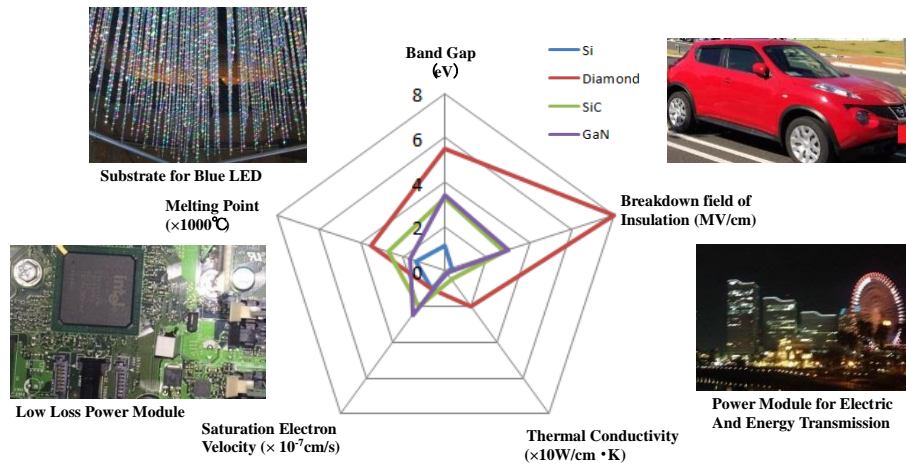 Band Gap
(eV)
Si
Diamond
SiC
GaN
8
6
4
2
0
Substrate for Blue LED
Melting Point
(×1000℃)
Breakdown field of
Insulation (MV/cm)
intel
Low Loss Power Module
Saturation Electron
Velocity (× 10-7cm/s)
Thermal Conductivity
(×10W/cm・K)
Power Module for Electric
And Energy Transmission